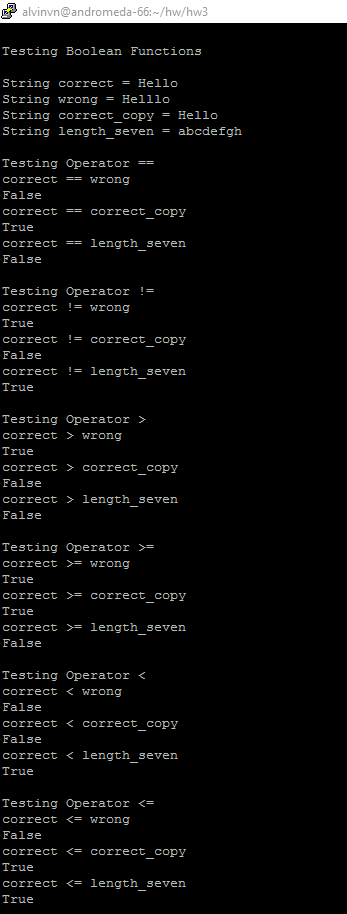 alvinvn@andromeda-66:~/hw/hw3
Testing Boolean Functions
String correct = Hello
String wrong = Helllo
String correct_copy = Hello
String length_seven = abcdefgh
Testing Operator ==
correct == wrong
False
correct == correct_copy
True
correct == length_seven
False
Testing Operator !=
correct != wrong
True
correct != correct_copy
False
correct != length_seven
True
Testing Operator >
correct > wrong
True
correct > correct_copy
False
correct > length_seven
False
Testing Operator >=
correct >= wrong
True
correct >= correct_copy
True
correct >= length_seven
False
Testing Operator <
correct < wrong
False
correct < correct_copy
False
correct < length_seven
True
Testing Operator <=
correct <= wrong
False
correct <= correct_copy
True
correct <= length_seven
True